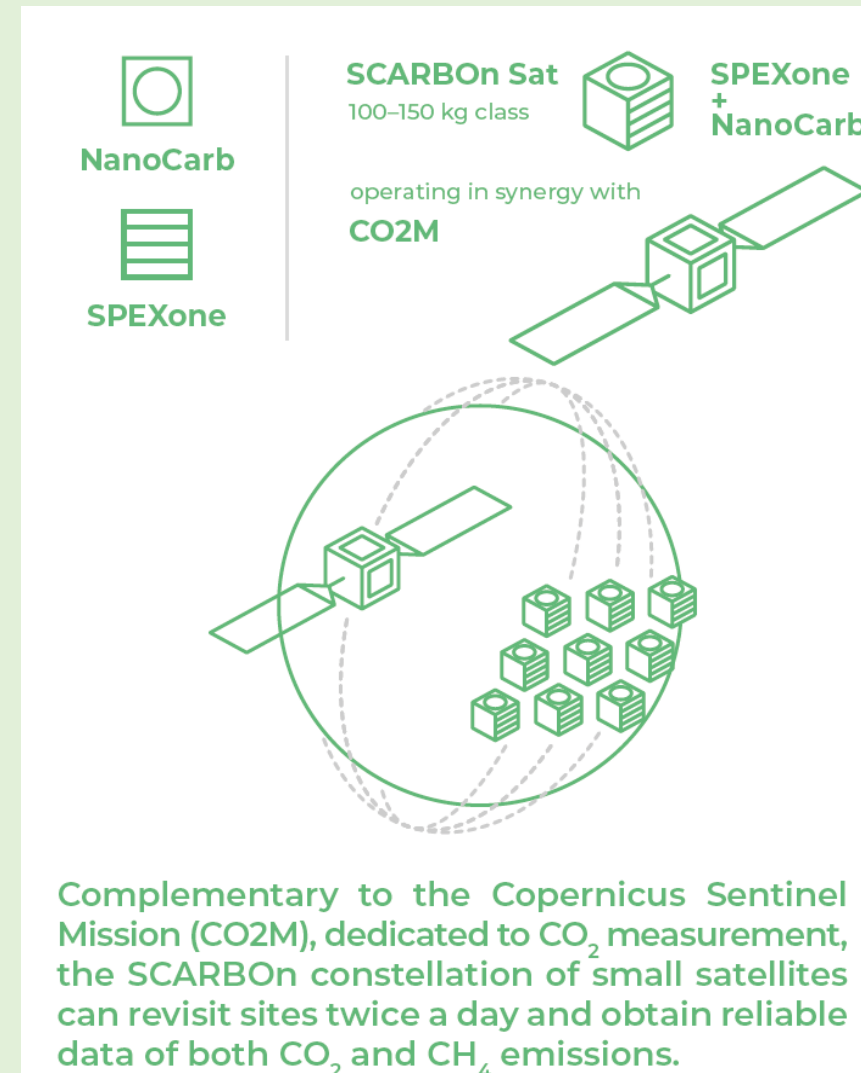 NanoCarb
SPEXone
SCARBOn Sat
100–150 kg class
SPEXone
+
NanoCarb
operating in synergy with
CO2M
Complementary to the Copernicus Sentinel
Mission (CO2M), dedicated to CO₂ measurement,
the SCARBOn constellation of small satellites
can revisit sites twice a day and obtain reliable
data of both CO₂ and CH₄ emissions.